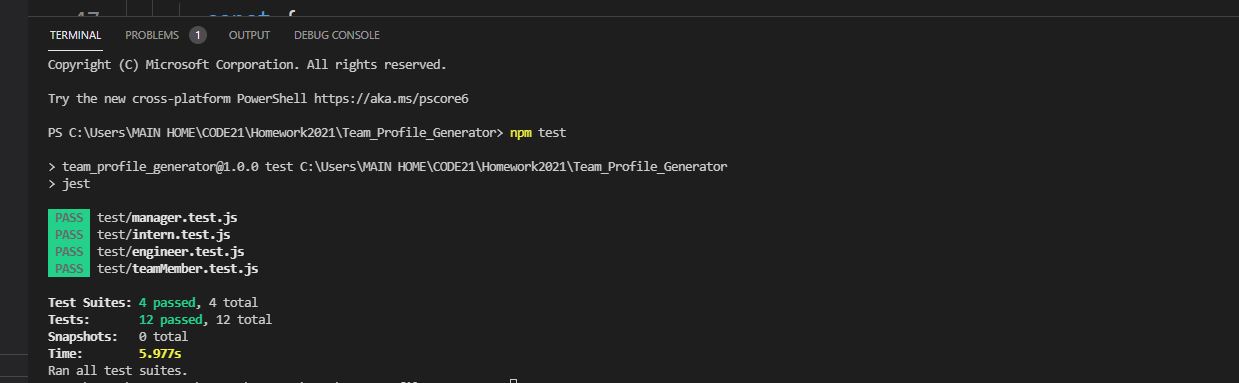 47 const {
TERMINAL PROBLEMS 1 OUTPUT DEBUG CONSOLE
Copyright (C) Microsoft Corporation. All rights reserved.
Try the new cross-platform PowerShell https://aka.ms/pscore6
PS C:\Users\MAIN HOME\CODE21\Homework2021\Team_Profile_Generator> npm test
> team_profile_generator@1.0.0 test C:\Users\MAIN HOME\CODE21\Homework2021\Team_Profile_Generator
> jest
PASS test/manager.test.js
PASS test/intern.test.js
PASS test/engineer.test.js
PASS test/teamMember.test.js
Test Suites: 4 passed, 4 total
Tests: 12 passed, 12 total
Snapshots: 0 total
Time: 5.977s
Ran all test suites.